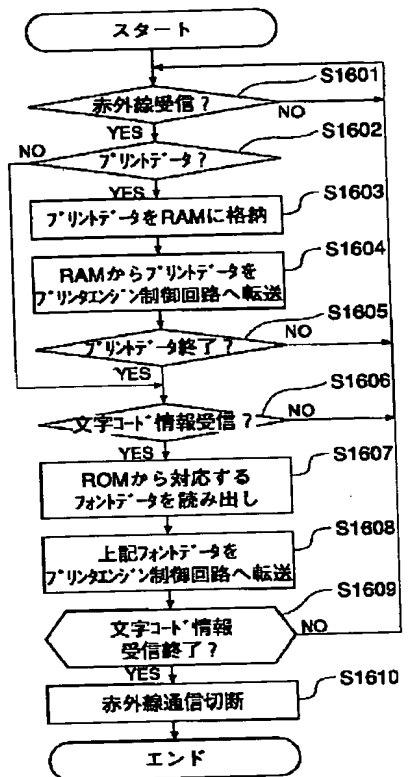 スタート
S1601
赤外線受信?
NO
YES
S1602
NO
プリントデータ?
YES
S1603
プリントデータをRAMに格納
S1604
RAMからプリントデータを
プリンタエンジン制御回路へ転送
S1605
プリントデータ終了?
NO
YES
S1606
文字コード情報受信?
NO
YES
S1607
ROMから対応する
フォントデータを読み出し
S1608
上記フォントデータを
プリンタエンジン制御回路へ転送
S1609
文字コード情報
受信終了?
NO
YES
S1610
赤外線通信切断
エンド